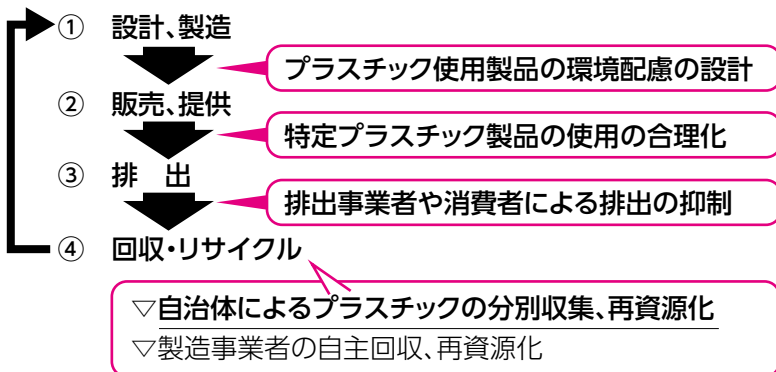 ① 設計、製造
プラスチック使用製品の環境配慮の設計
② 販売、提供
特定プラスチック製品の使用の合理化
③ 排　出
排出事業者や消費者による排出の抑制
④ 回収・リサイクル
▽自治体によるプラスチックの分別収集、再資源化
▽製造事業者の自主回収、再資源化